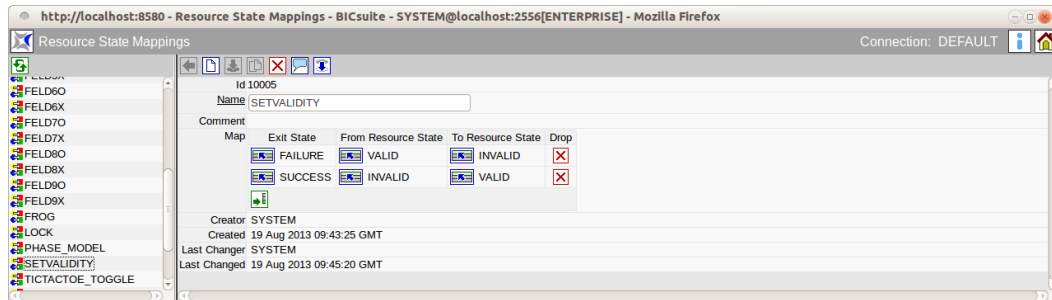 http://localhost:8580 - Resource State Mappings - BICsuite - SYSTEM@localhost:2556[ENTERPRISE] - Mozilla Firefox
Resource State Mappings
Connection: DEFAULT
FELD6O
FELD6X
FELD7O
FELD7X
FELD8O
FELD8X
FELD9O
FELD9X
FROG
LOCK
PHASE_MODEL
SETVALIDITY
TICTACTOE_TOGGLE
Id 10005
Name SETVALIDITY
Comment
Map Exit State From Resource State To Resource State Drop
FAILURE VALID INVALID
SUCCESS INVALID VALID
Creator SYSTEM
Created 19 Aug 2013 09:43:25 GMT
Last Changer SYSTEM
Last Changed 19 Aug 2013 09:45:20 GMT